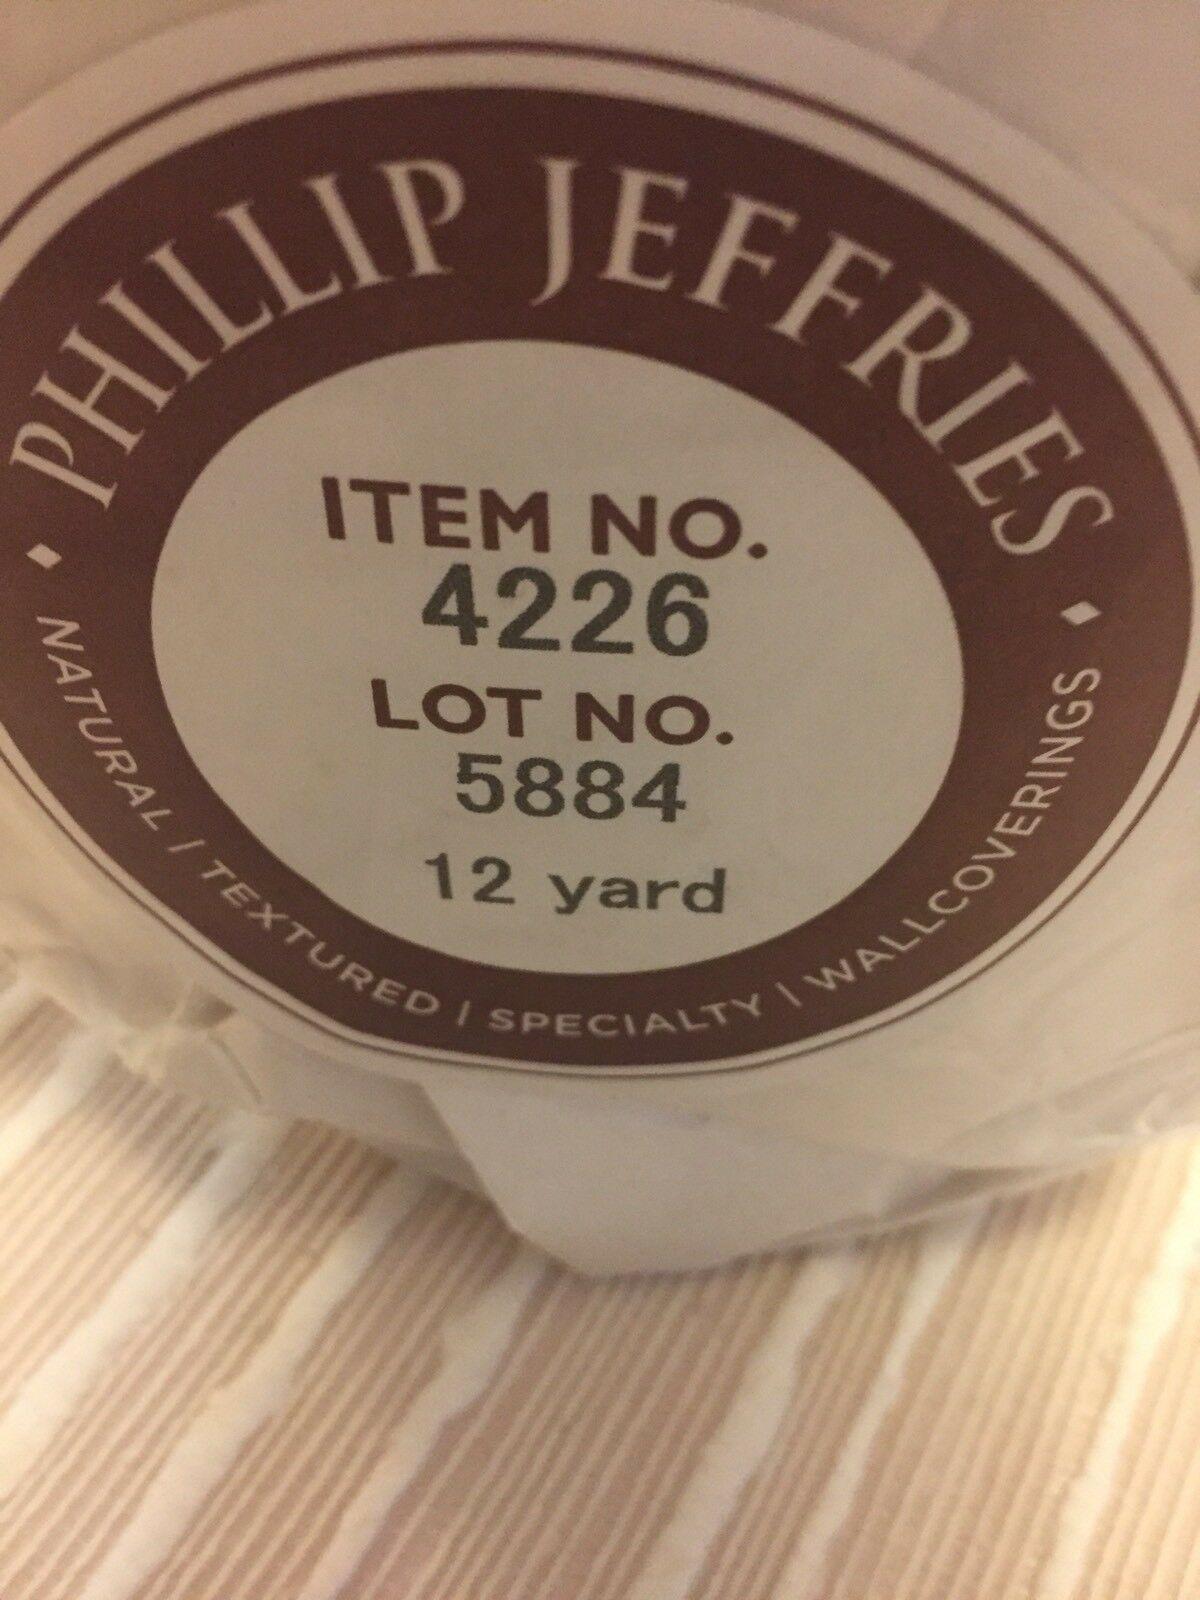 PHILLIP JEFFRIES
ITEM NO.
4226
LOT NO.
5884
12 yard
NATURAL | TEXTURED | SPECIALTY | WALLCOVERINGS